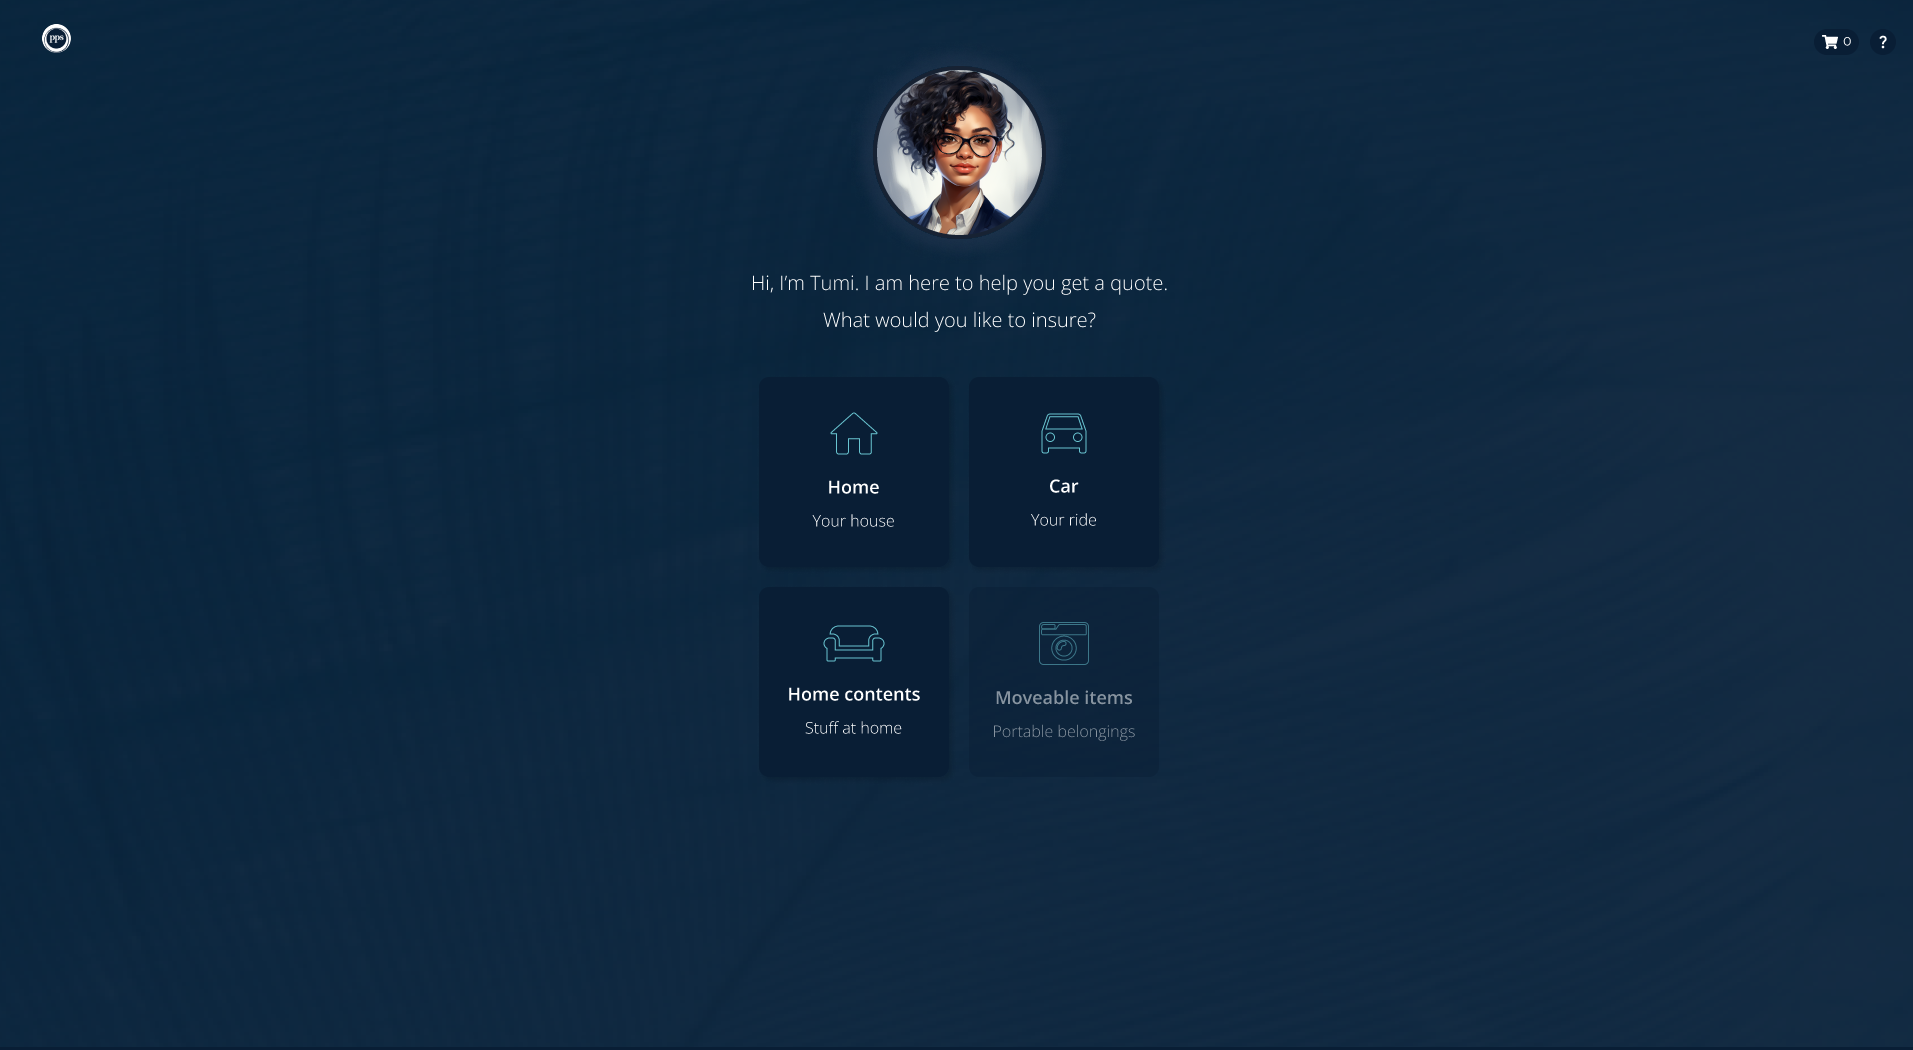 pps
0
?
Hi, I'm Tumi. I am here to help you get a quote.
What would you like to insure?
Home
Your house
Car
Your ride
Home contents
Stuff at home
Moveable items
Portable belongings